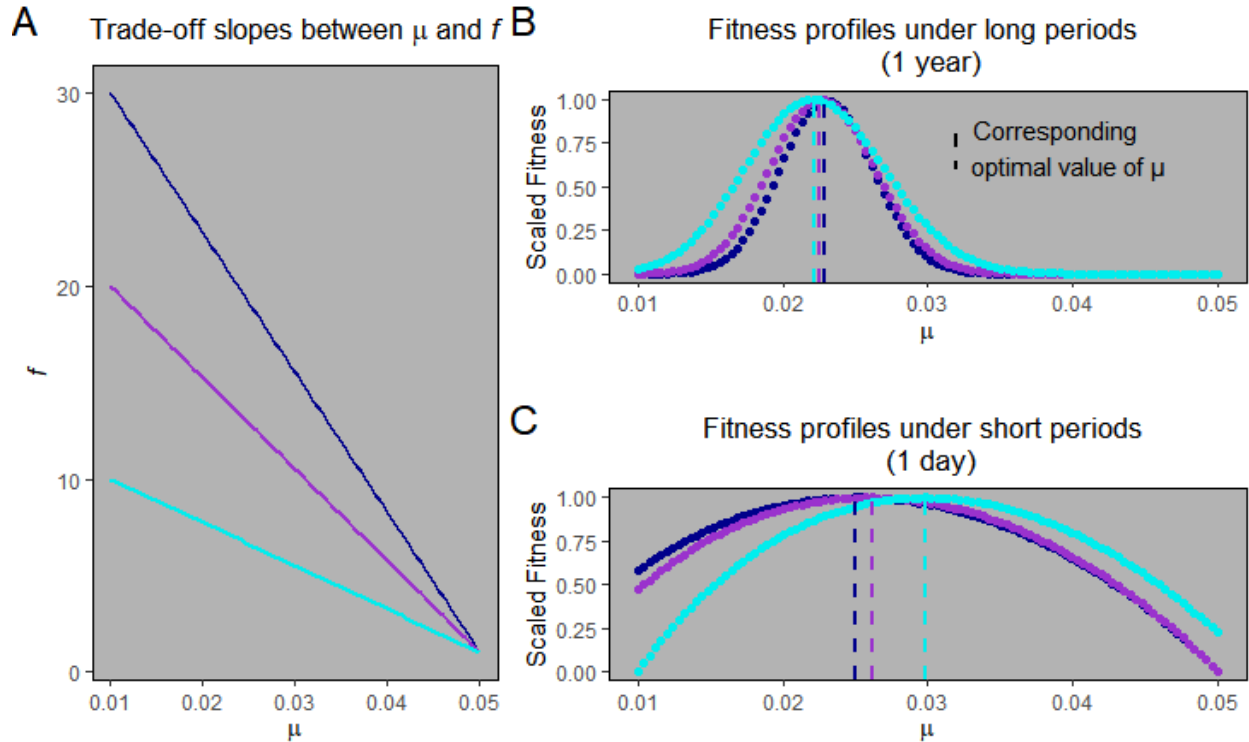 A
Trade-off slopes between μ and f
30
20
10
0
f
0.01
0.02
0.03
0.04
0.05
μ
B
Fitness profiles under long periods
(1 year)
Scaled Fitness
1.00
0.75
0.50
0.25
0.00
Corresponding
optimal value of μ
0.01
0.02
0.03
0.04
0.05
μ
C
Fitness profiles under short periods
(1 day)
Scaled Fitness
1.00
0.75
0.50
0.25
0.00
0.01
0.02
0.03
0.04
0.05
μ